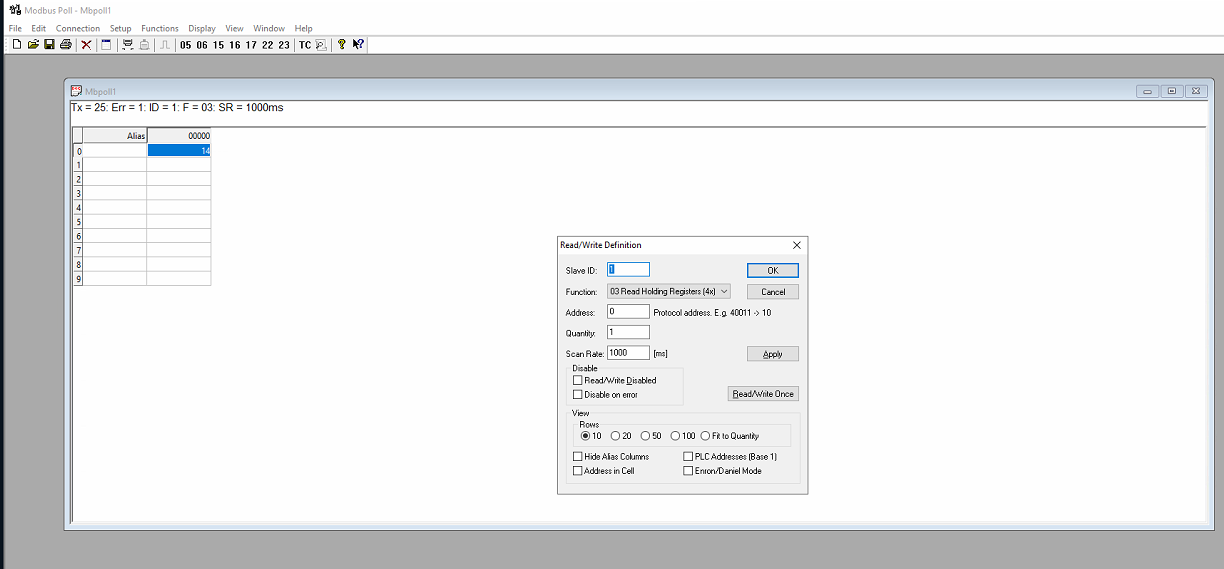 Modbus Poll - Mbpoll1
File Edit Connection Setup Functions Display View Window Help
05 06 15 16 17 22 23 TC
Mbpoll1
Tx = 25: Err = 1: ID = 1: F = 03: SR = 1000ms
Alias 00000
0 14
1
2
3
4
5
6
7
8
9
Read/Write Definition
Slave ID: 1 OK
Function: 03 Read Holding Registers (4x) Cancel
Address: 0 Protocol address. E.g. 40011 -> 10
Quantity: 1
Scan Rate: 1000 [ms] Apply
Disable
Read/Write Disabled
Disable on error Read/Write Once
View
Rows
10 20 50 100 Fit to Quantity
Hide Alias Columns PLC Addresses (Base 1)
Address in Cell Enron/Daniel Mode